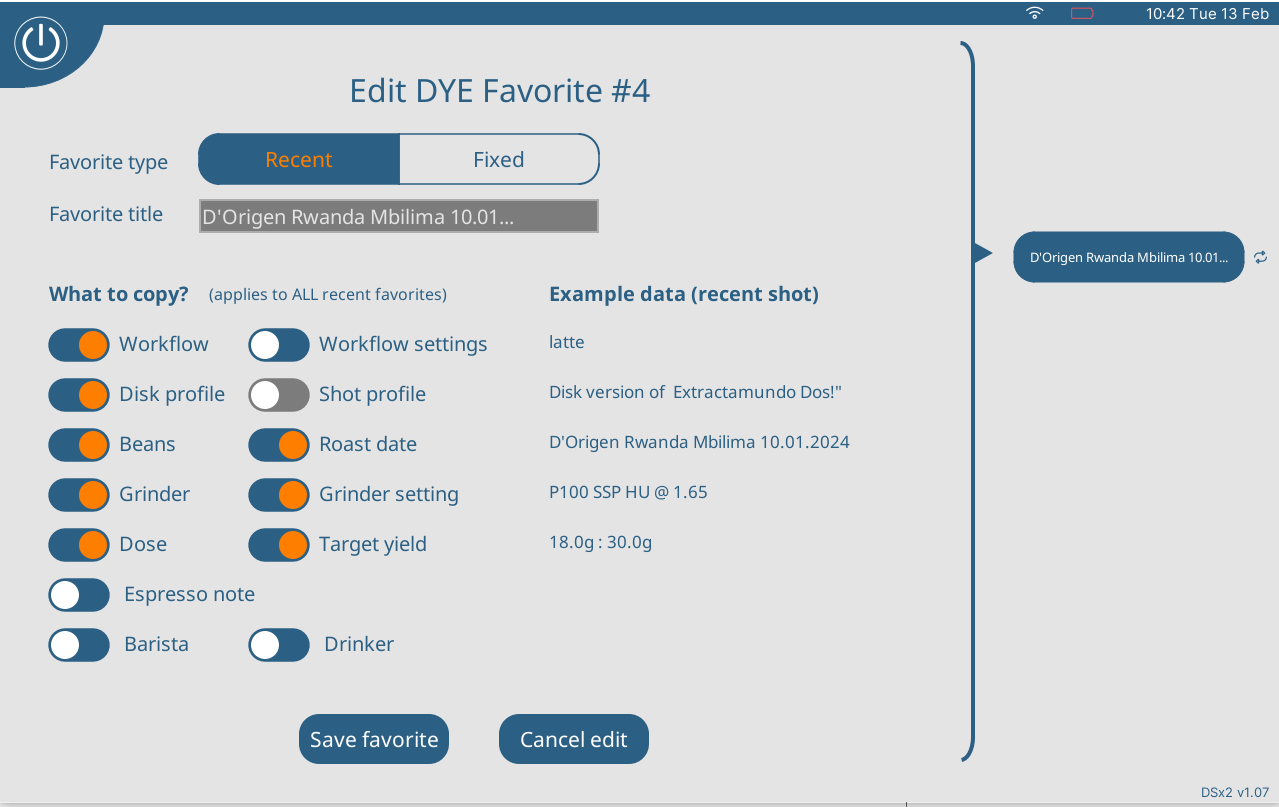 10:42 Tue 13 Feb
Edit DYE Favorite #4
Favorite type Recent Fixed
Favorite title D'Origen Rwanda Mbilima 10.01...
D'Origen Rwanda Mbilima 10.01...
What to copy? (applies to ALL recent favorites) Example data (recent shot)
Workflow Workflow settings latte
Disk profile Shot profile Disk version of  Extractamundo Dos!"
Beans Roast date D'Origen Rwanda Mbilima 10.01.2024
Grinder Grinder setting P100 SSP HU @ 1.65
Dose Target yield 18.0g : 30.0g
Espresso note
Barista Drinker
Save favorite Cancel edit
DSx2 v1.07